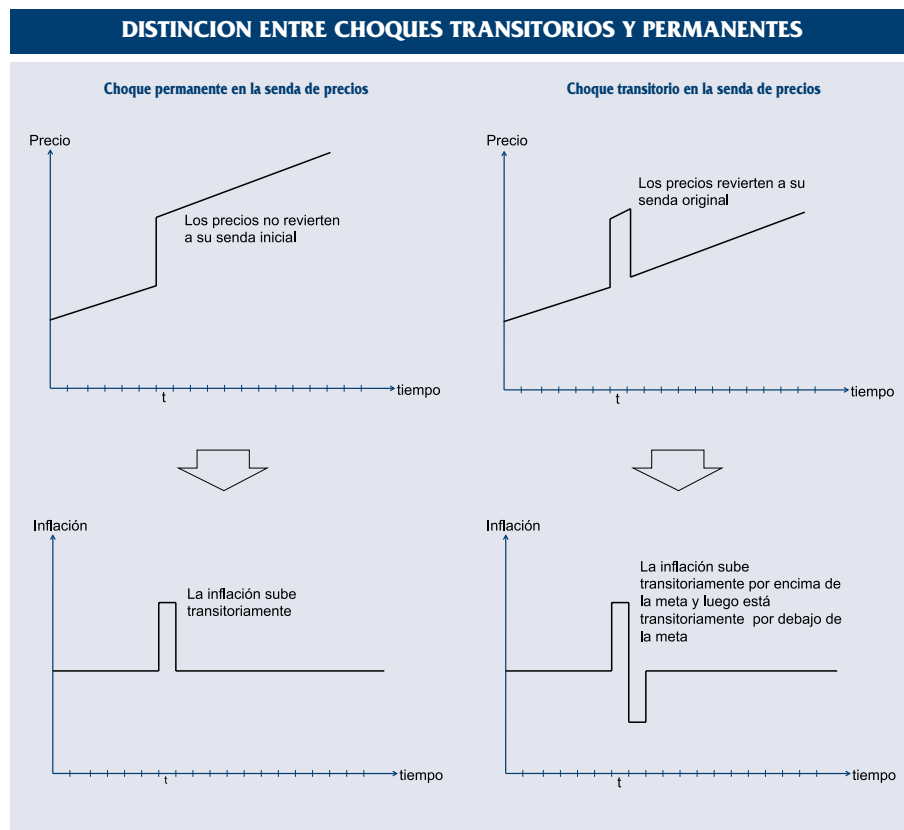 DISTINCION ENTRE CHOQUES TRANSITORIOS Y PERMANENTES
Choque permanente en la senda de precios
Precio
Los precios no revierten
a su senda inicial
t
tiempo
Choque transitorio en la senda de precios
Precio
Los precios revierten a su
senda original
t
tiempo
Inflación
La inflación sube
transitoriamente
t
tiempo
Inflación
La inflación sube
transitoriamente por encima de
la meta y luego está
transitoriamente por debajo de
la meta
t
tiempo